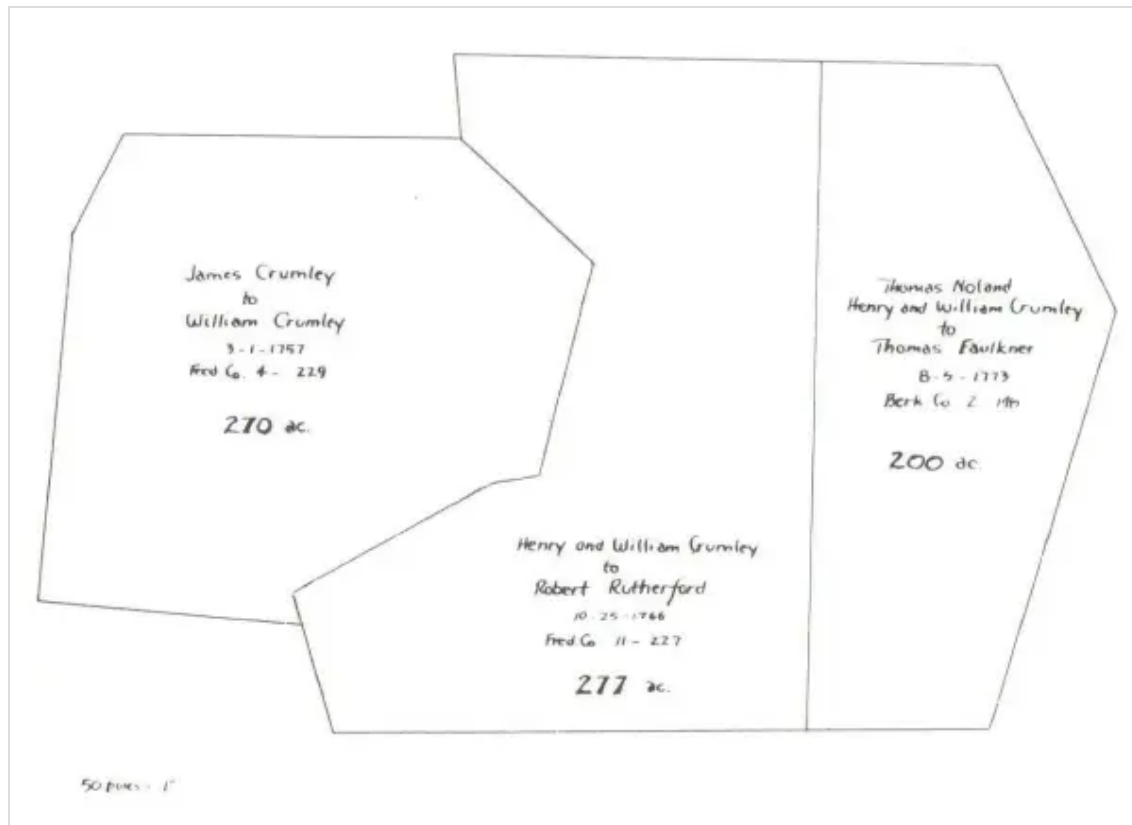 James Crumley
to
William Crumley
3-1-1757
Fred Co. 4 - 229
270 ac.
Thomas Noland
Henry and William Crumley
to
Thomas Faulkner
8-5-1773
Berk Co 2
200 ac.
Henry and William Crumley
to
Robert Rutherford
10-25-1766
Fred Co 11 - 227
277 ac.
50 - 1"